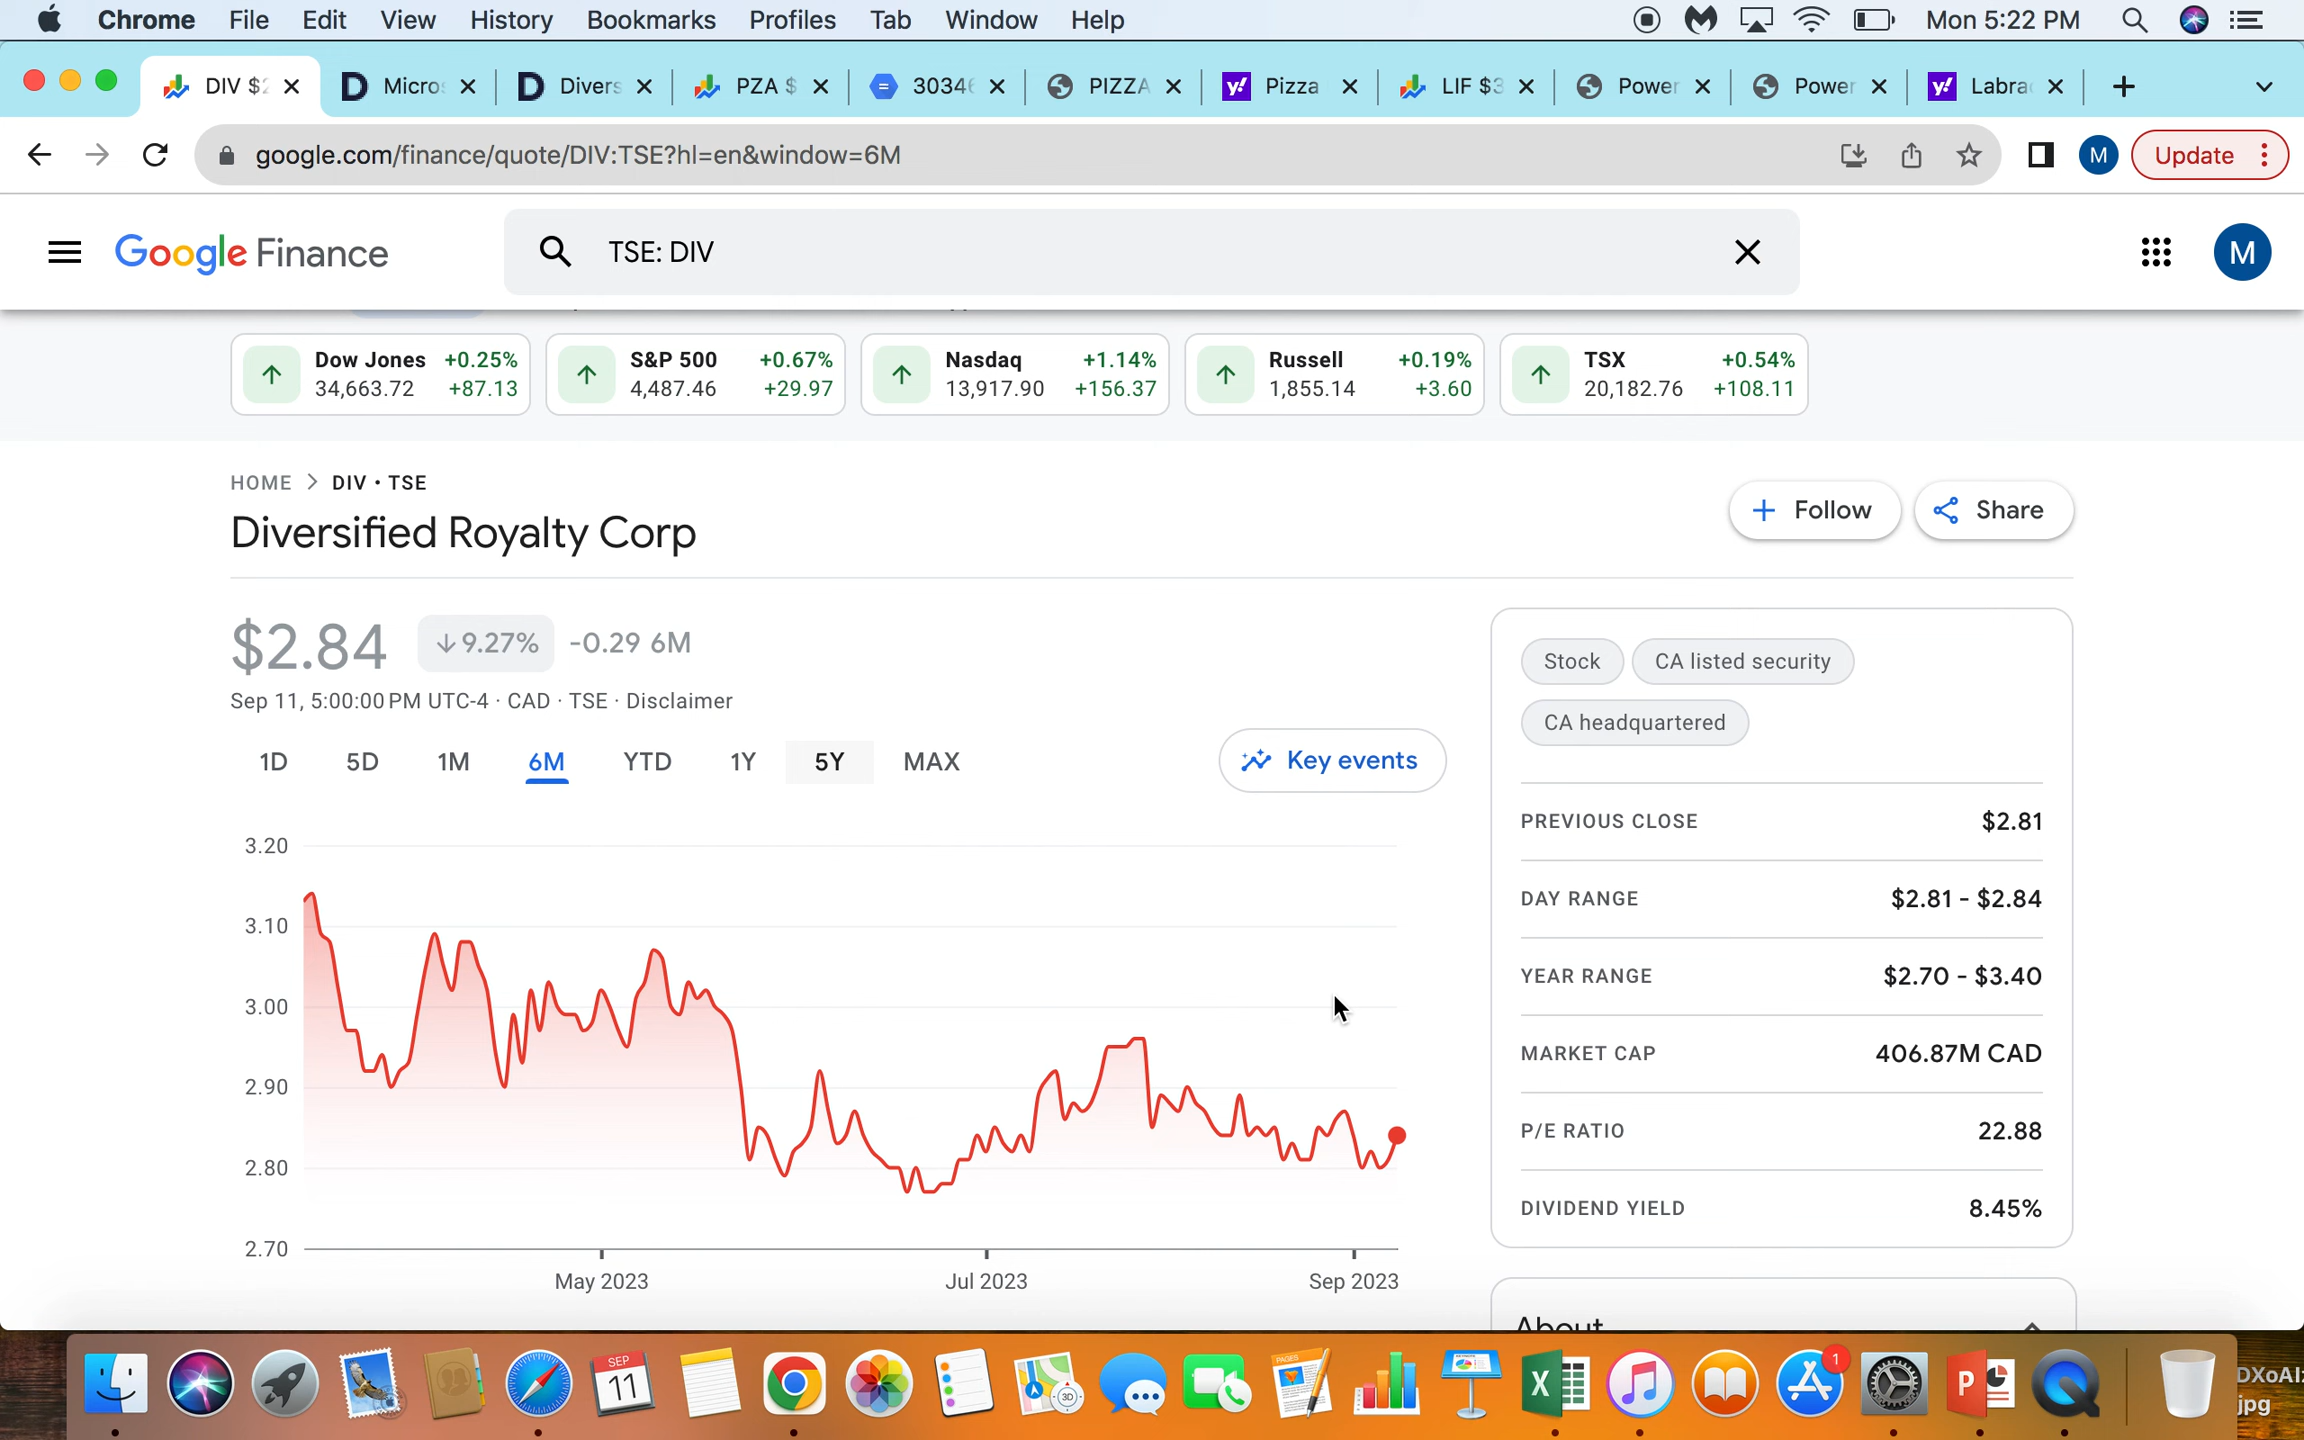 Chrome File Edit View History Bookmarks Profiles Tab Window Help Mon 5:22 PM
DIV $2 Micros Divers PZA $ 30346 PIZZA Pizza LIF $3 Power Power Labra
google.com/finance/quote/DIV:TSE?hl=en&window=6M M Update
Google Finance TSE: DIV M
Dow Jones +0.25% S&P 500 +0.67% Nasdaq +1.14% Russell +0.19% TSX +0.54%
34,663.72 +87.13 4,487.46 +29.97 13,917.90 +156.37 1,855.14 +3.60 20,182.76 +108.11
HOME > DIV • TSE
Diversified Royalty Corp
+ Follow Share
$2.84 ↓9.27% -0.29 6M
Sep 11, 5:00:00 PM UTC-4 · CAD · TSE · Disclaimer
1D 5D 1M 6M YTD 1Y 5Y MAX
Key events
3.20
3.10
3.00
2.90
2.80
2.70
May 2023 Jul 2023 Sep 2023
Stock CA listed security
CA headquartered
PREVIOUS CLOSE $2.81
DAY RANGE $2.81 - $2.84
YEAR RANGE $2.70 - $3.40
MARKET CAP 406.87M CAD
P/E RATIO 22.88
DIVIDEND YIELD 8.45%
About
SEP
11
3D
PAGES
X
1
P
jpg